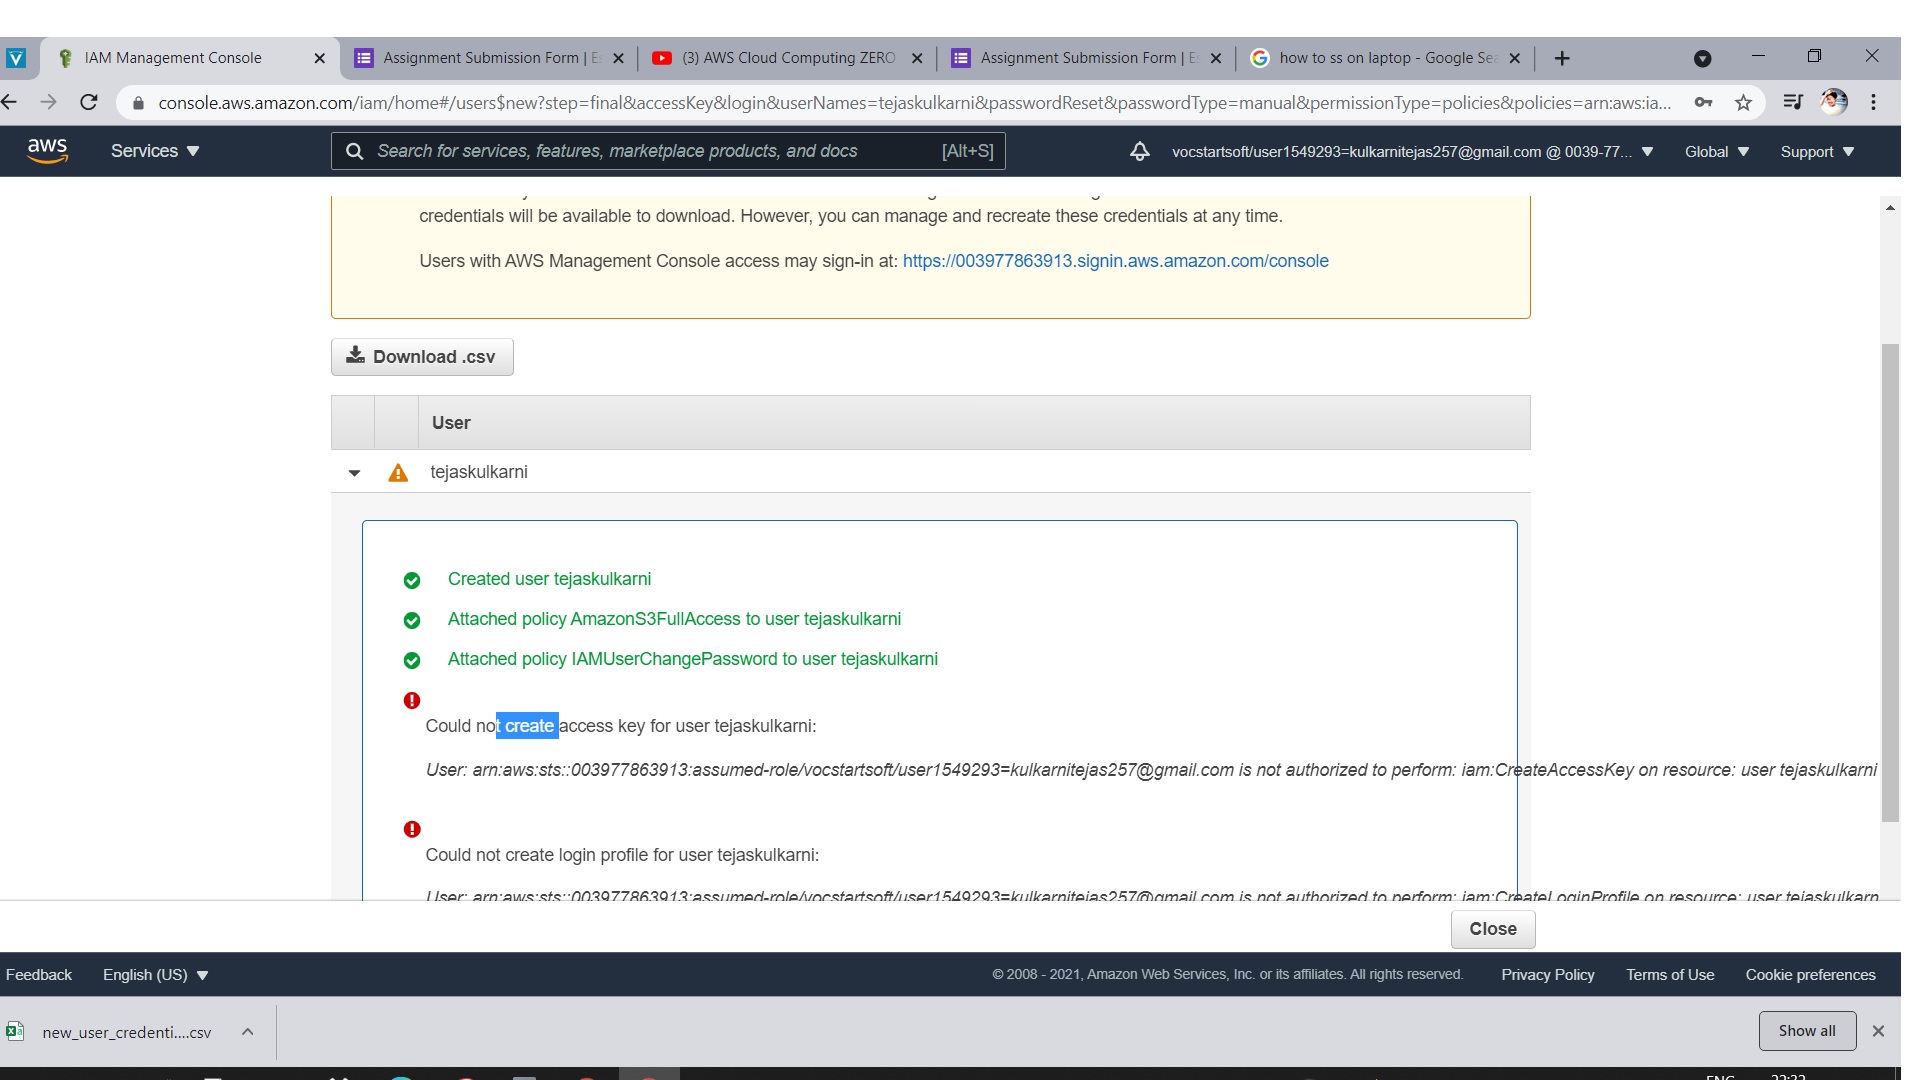 IAM Management Console
Assignment Submission Form | E
(3) AWS Cloud Computing ZERO
Assignment Submission Form | E
how to ss on laptop - Google Sea
console.aws.amazon.com/iam/home#/users$new?step=final&accessKey&login&userNames=tejaskulkarni&passwordReset&passwordType=manual&permissionType=policies&policies=arn:aws:ia...
aws
Services
Search for services, features, marketplace products, and docs
[Alt+S]
vocstartsoft/user1549293=kulkarnitejas257@gmail.com @ 0039-77...
Global
Support
credentials will be available to download. However, you can manage and recreate these credentials at any time.
Users with AWS Management Console access may sign-in at: https://003977863913.signin.aws.amazon.com/console
Download .csv
User
tejaskulkarni
Created user tejaskulkarni
Attached policy AmazonS3FullAccess to user tejaskulkarni
Attached policy IAMUserChangePassword to user tejaskulkarni
Could not create access key for user tejaskulkarni:
User: arn:aws:sts::003977863913:assumed-role/vocstartsoft/user1549293=kulkarnitejas257@gmail.com is not authorized to perform: iam:CreateAccessKey on resource: user tejaskulkarni
Could not create login profile for user tejaskulkarni:
User: arn:aws:sts::003977863913:assumed-role/vocstartsoft/user1549293=kulkarnitejas257@gmail.com is not authorized to perform: iam:CreateLoginProfile on resource: user tejaskulkarn
Close
Feedback
English (US)
© 2008 - 2021, Amazon Web Services, Inc. or its affiliates. All rights reserved.
Privacy Policy
Terms of Use
Cookie preferences
new_user_credenti....csv
Show all